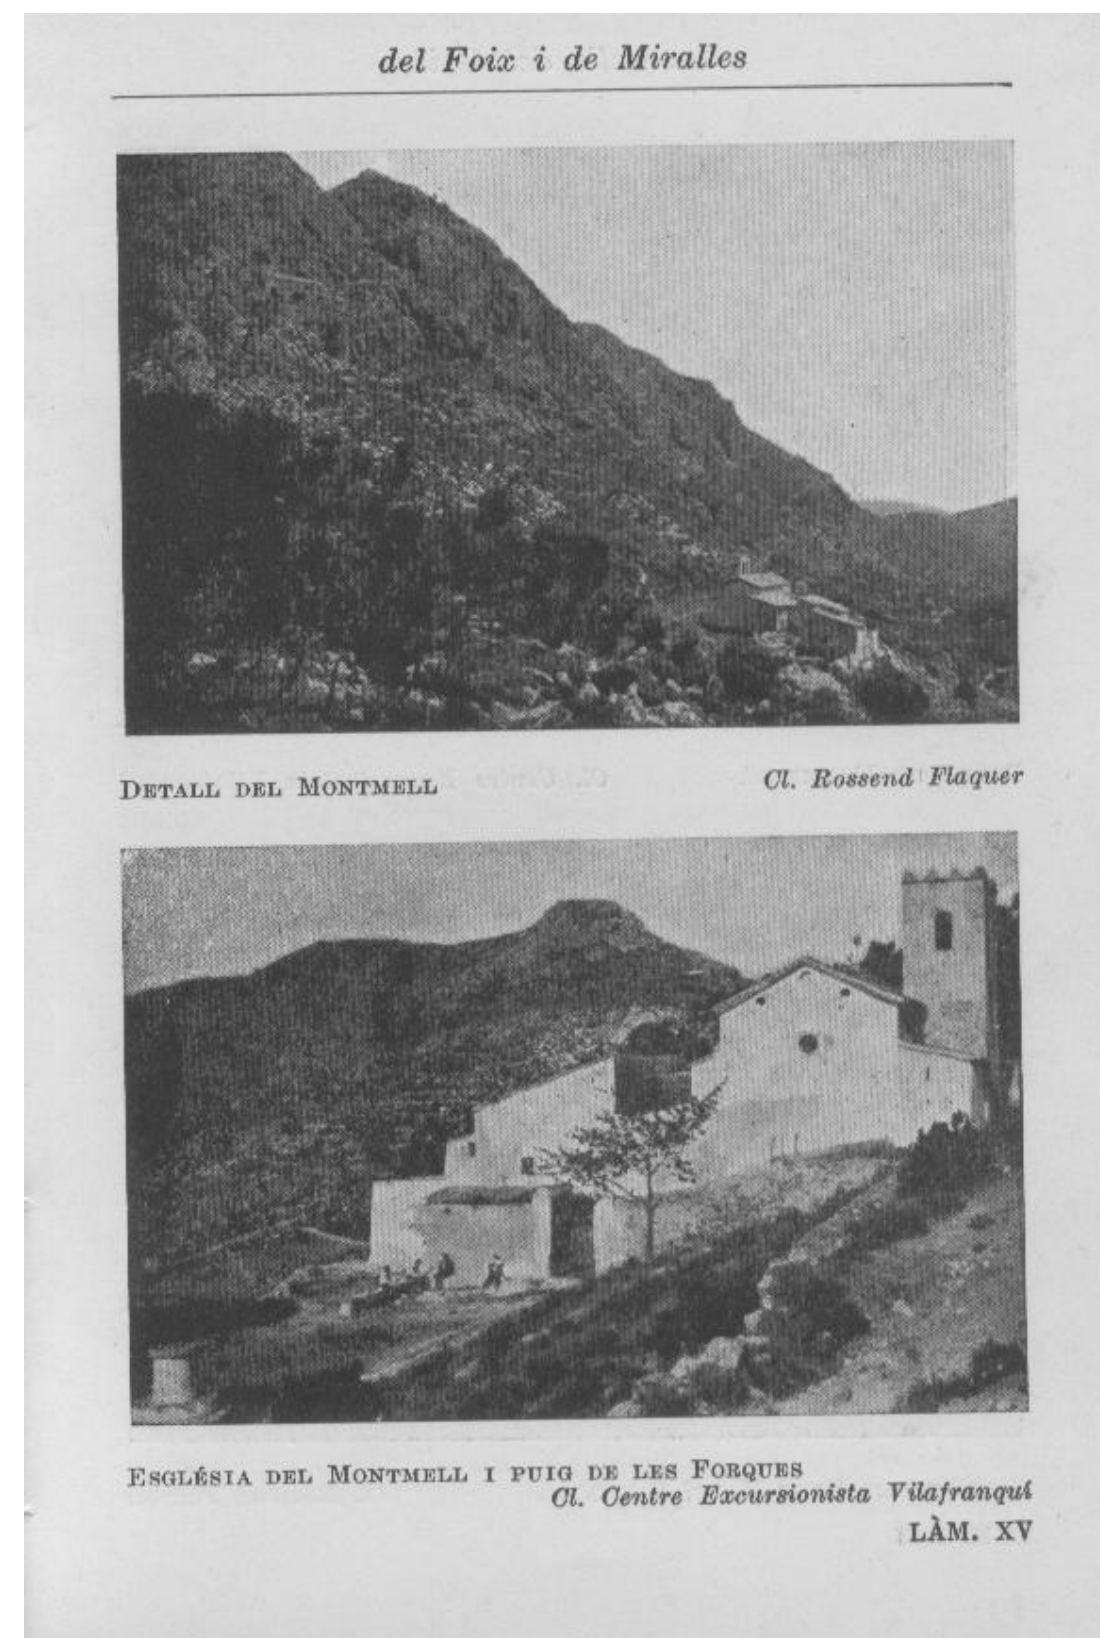 del Foix i de Miralles
Detall del Montmell
Cl. Rossend Flaquer
Església del Montmell i puig de les Forques
Cl. Centre Excursionista Vilafranquí
LÀM. XV